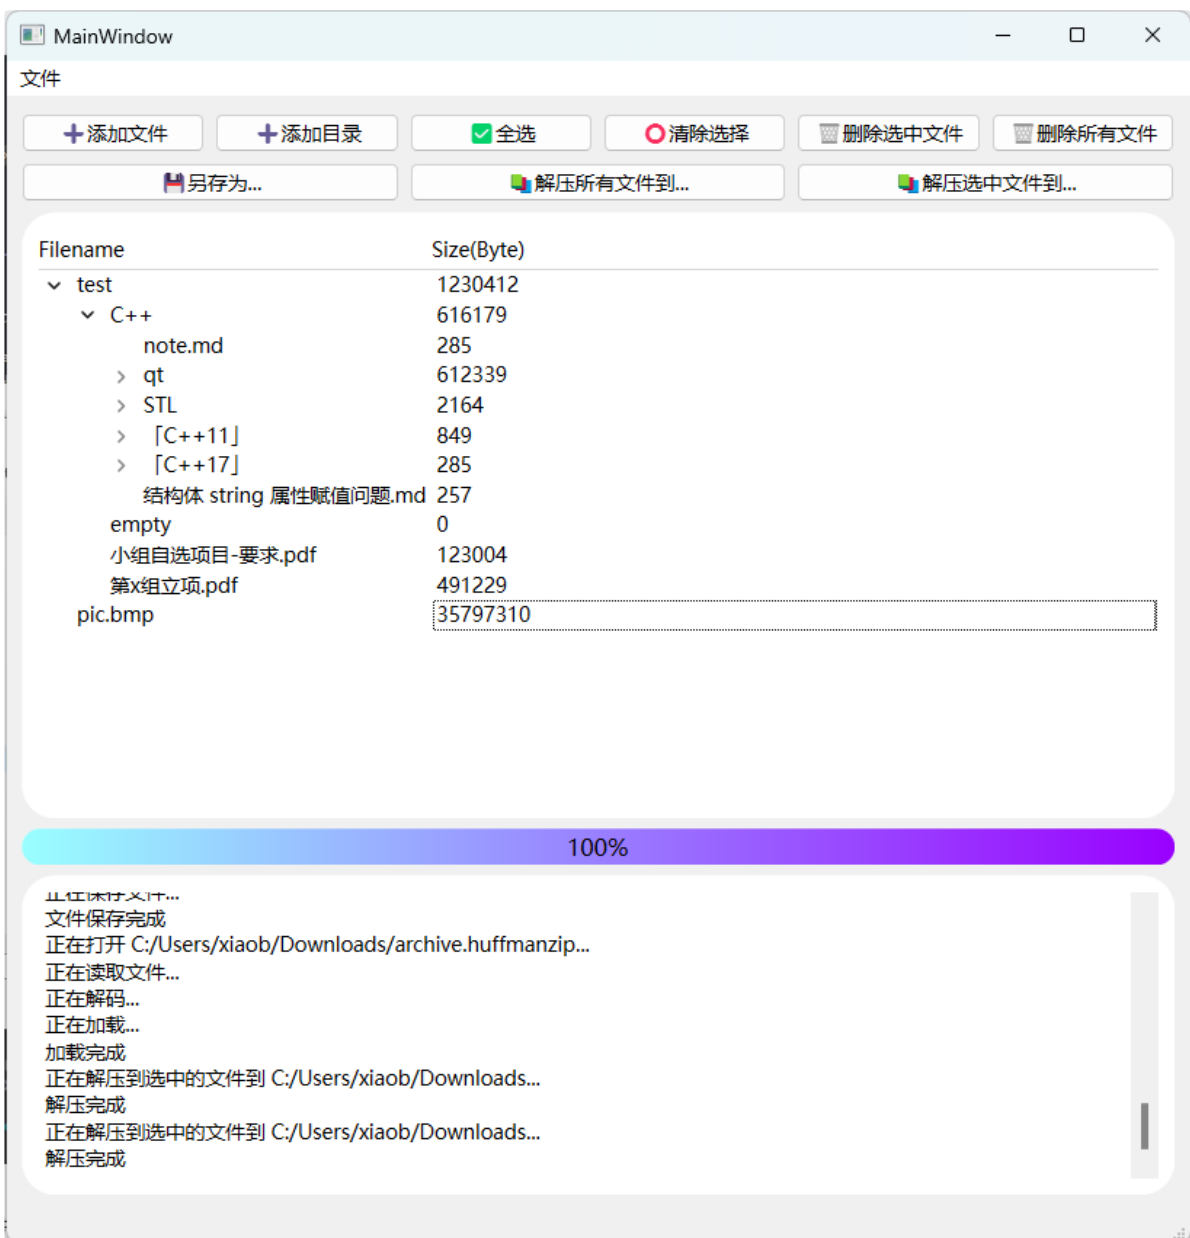 MainWindow
文件
添加文件 添加目录 全选 清除选择 删除选中文件 删除所有文件
另存为... 解压所有文件到... 解压选中文件到...
Filename Size(Byte)
test 1230412
C++ 616179
note.md 285
qt 612339
STL 2164
「C++11」 849
「C++17」 285
结构体 string 属性赋值问题.md 257
empty 0
小组自选项目-要求.pdf 123004
第x组立项.pdf 491229
pic.bmp 35797310
100%
正在保存文件...
文件保存完成
正在打开 C:/Users/xiaob/Downloads/archive.huffmanzip...
正在读取文件...
正在解码...
正在加载...
加载完成
正在解压到选中的文件到 C:/Users/xiaob/Downloads...
解压完成
正在解压到选中的文件到 C:/Users/xiaob/Downloads...
解压完成